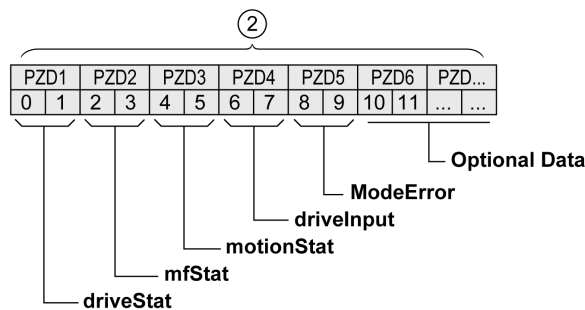 2
PZD1 PZD2 PZD3 PZD4 PZD5 PZD6 PZD...
0 1 2 3 4 5 6 7 8 9 10 11 ... ...
Optional Data
ModeError
driveInput
motionStat
mfStat
driveStat